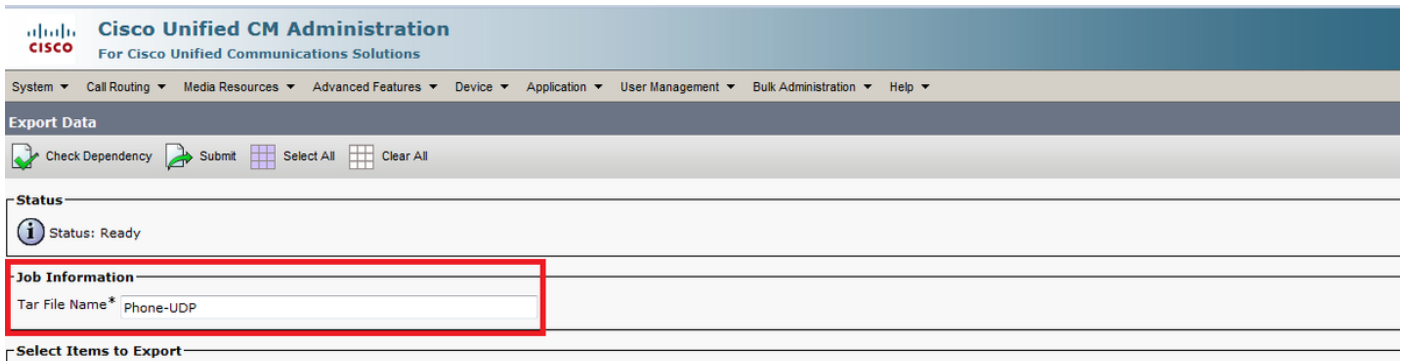 CISCO
Cisco Unified CM Administration
For Cisco Unified Communications Solutions
System Call Routing Media Resources Advanced Features Device Application User Management Bulk Administration Help
Export Data
Check Dependency Submit Select All Clear All
Status
i Status: Ready
Job Information
Tar File Name* Phone-UDP
Select Items to Export